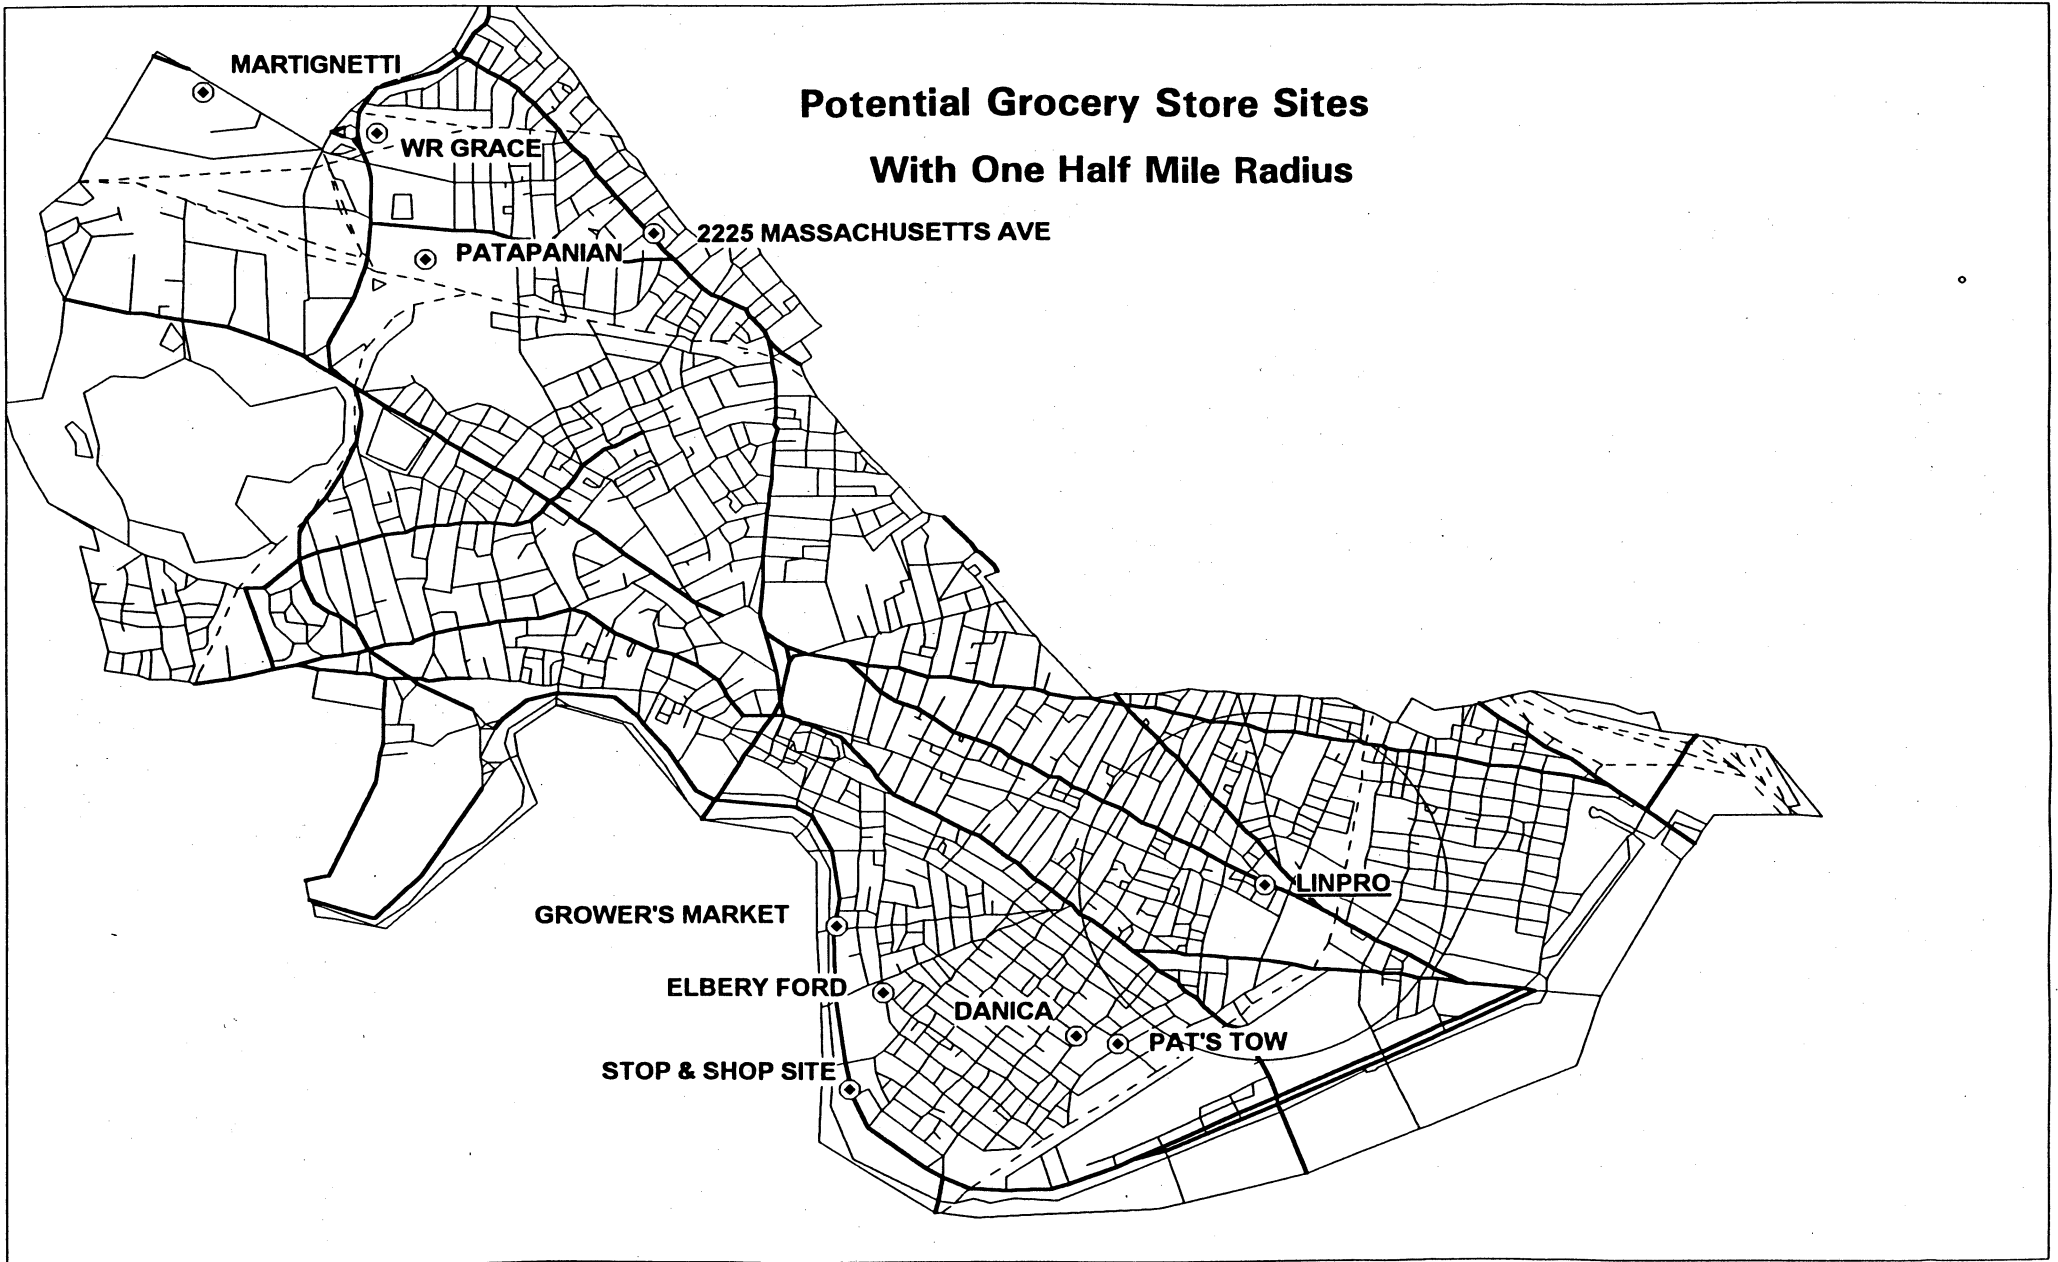 MARTIGNETTI
Potential Grocery Store Sites
With One Half Mile Radius
WR GRACE
2225 MASSACHUSETTS AVE
PATAPANIAN
LINPRO
GROWER'S MARKET
ELBERY FORD
DANICA
PAT'S TOW
STOP & SHOP SITE